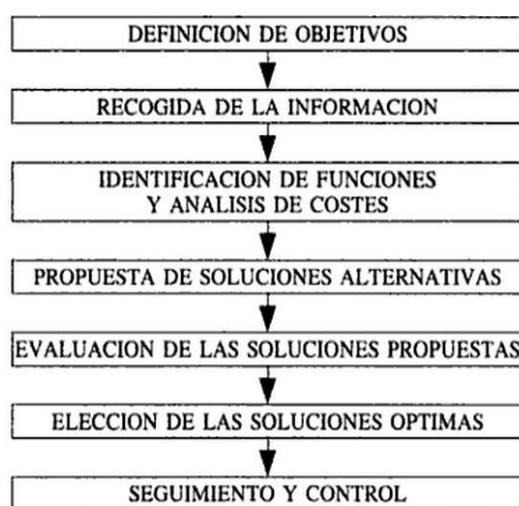 DEFINICION DE OBJETIVOS
RECOGIDA DE LA INFORMACION
IDENTIFICACION DE FUNCIONES
Y ANALISIS DE COSTES
PROPUESTA DE SOLUCIONES ALTERNATIVAS
EVALUACION DE LAS SOLUCIONES PROPUESTAS
ELECCION DE LAS SOLUCIONES OPTIMAS
SEGUIMIENTO Y CONTROL